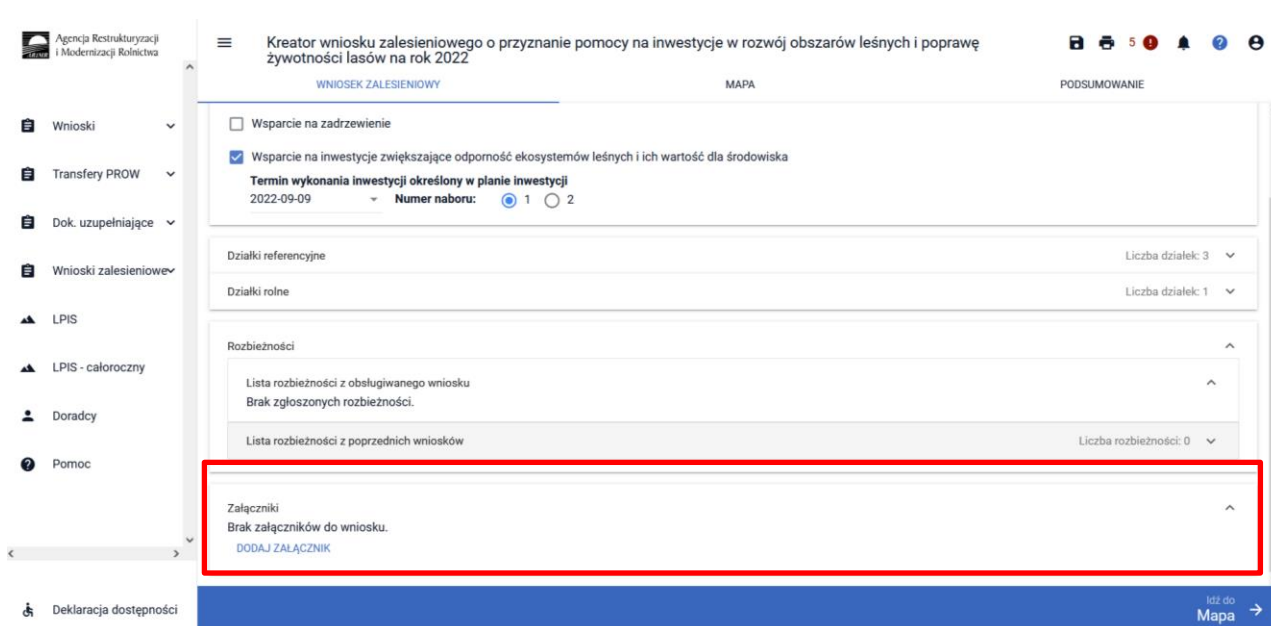 Agencja Restrukturyzacji
i Modernizacji Rolnictwa
Kreator wniosku zalesieniowego o przyznanie pomocy na inwestycje w rozwój obszarów leśnych i poprawę
żywotności lasów na rok 2022
5
WNIOSEK ZALESIENIOWY
MAPA
PODSUMOWANIE
Wnioski
Transfery PROW
Dok. uzupełniające
Wnioski zalesieniowe
LPIS
LPIS - całoroczny
Doradcy
Pomoc
Deklaracja dostępności
Wsparcie na zadrzewienie
Wsparcie na inwestycje zwiększające odporność ekosystemów leśnych i ich wartość dla środowiska
Termin wykonania inwestycji określony w planie inwestycji
2022-09-09 Numer naboru: 1 2
Działki referencyjne Liczba działek: 3
Działki rolne Liczba działek: 1
Rozbieżności
Lista rozbieżności z obsługiwanego wniosku
Brak zgłoszonych rozbieżności.
Lista rozbieżności z poprzednich wniosków Liczba rozbieżności: 0
Załączniki
Brak załączników do wniosku.
DODAJ ZAŁĄCZNIK
Idź do
Mapa